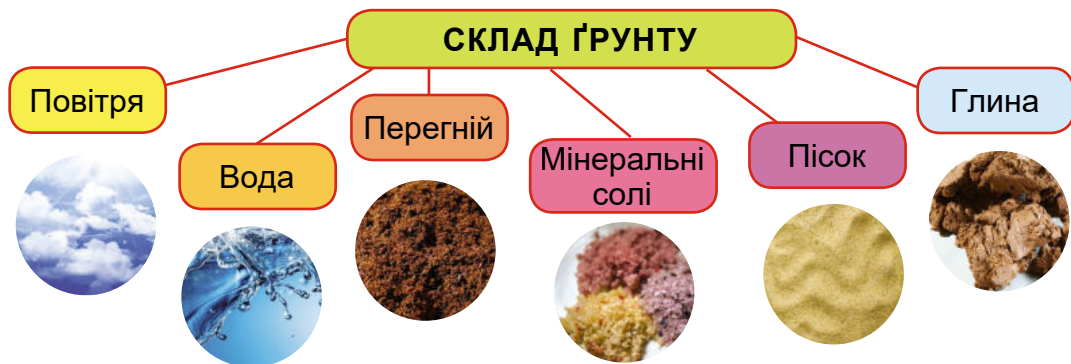 СКЛАД ҐРУНТУ
Повітря
Вода
Перегній
Мінеральні
солі
Пісок
Глина